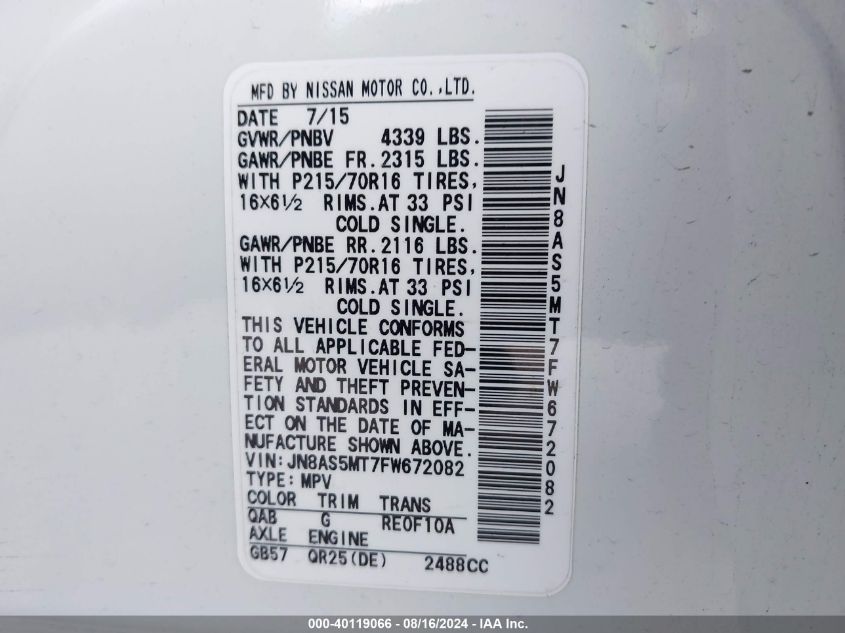 MFD BY NISSAN MOTOR CO.,LTD.
DATE 7/15
GVWR/PNBV 4339 LBS.
GAWR/PNBE FR.2315 LBS.
WITH P215/70R16 TIRES,
16X6½ RIMS.AT 33 PSI
COLD SINGLE.
GAWR/PNBE RR.2116 LBS.
WITH P215/70R16 TIRES,
16X6½ RIMS.AT 33 PSI
COLD SINGLE.
THIS VEHICLE CONFORMS
TO ALL APPLICABLE FED-
ERAL MOTOR VEHICLE SA-
FETY AND THEFT PREVEN-
TION STANDARDS IN EFF-
ECT ON THE DATE OF MA-
NUFACTURE SHOWN ABOVE.
VIN:JN8AS5MT7FW672082
TYPE:MPV
COLOR TRIM TRANS
QAB G RE0F10A
AXLE ENGINE
GB57 QR25(DE) 2488CC
JN8AS5MT7FW672082
000-40119066 - 08/16/2024 - IAA Inc.